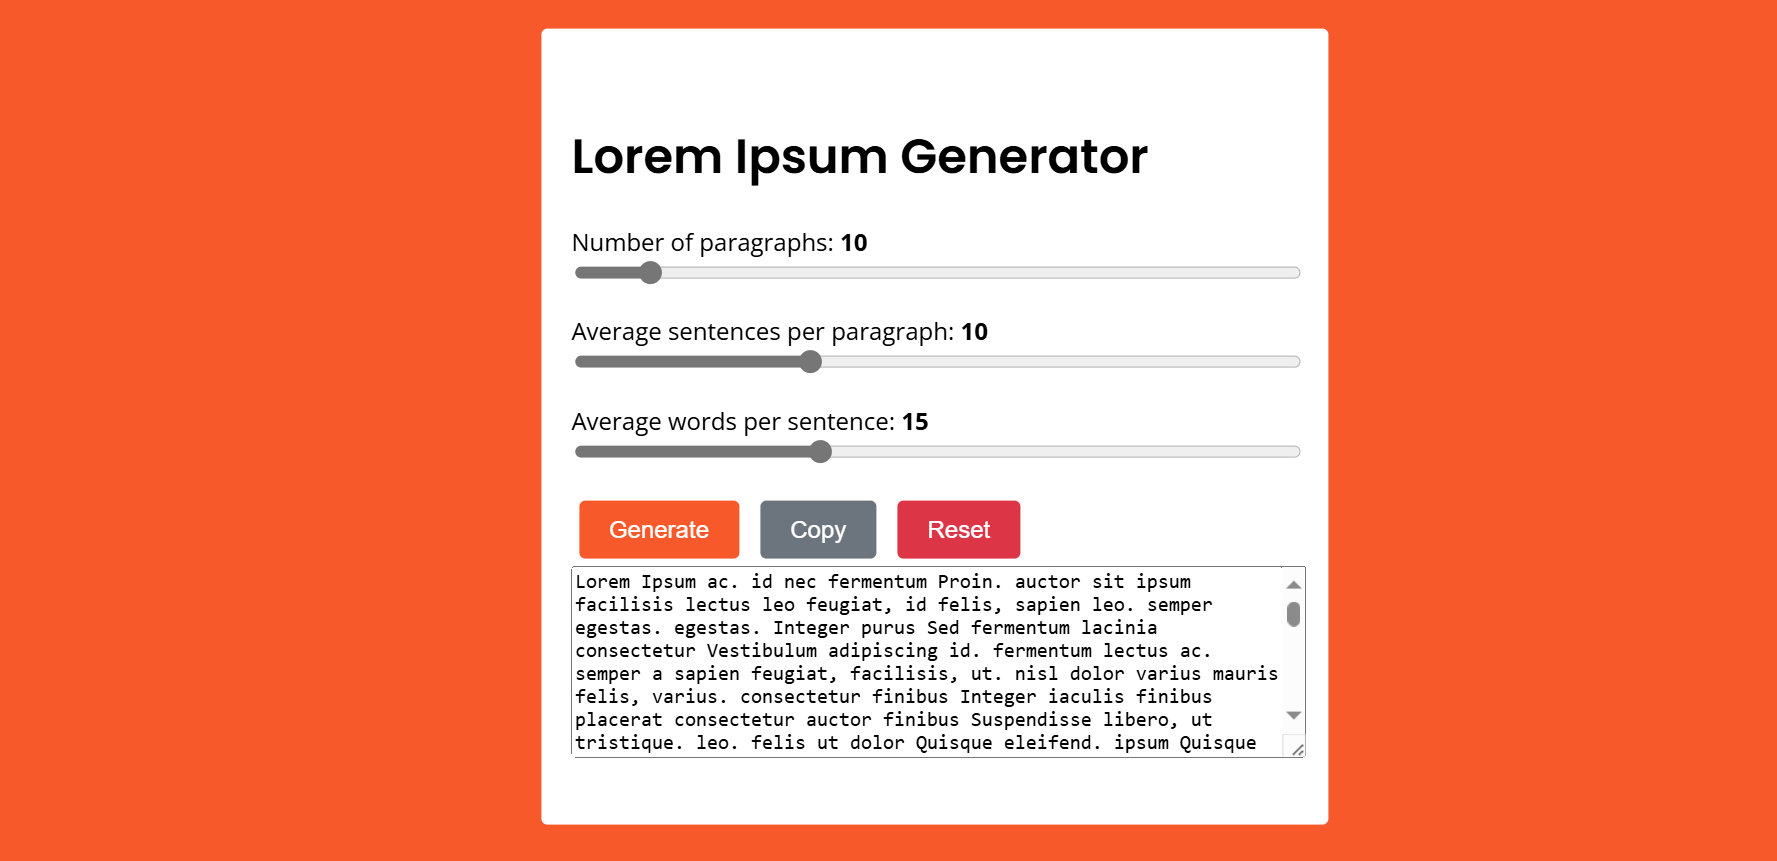 Lorem Ipsum Generator
Number of paragraphs: 10
Average sentences per paragraph: 10
Average words per sentence: 15
Generate Copy Reset
Lorem Ipsum ac. id nec fermentum Proin. auctor sit ipsum
facilisis lectus leo feugiat, id felis, sapien leo. semper
egestas. egestas. Integer purus Sed fermentum lacinia
consectetur Vestibulum adipiscing id. fermentum lectus ac.
semper a sapien feugiat, facilisis, ut. nisl dolor varius mauris
felis, varius. consectetur finibus Integer iaculis finibus
placerat consectetur auctor finibus Suspendisse libero, ut
tristique. leo. felis ut dolor Quisque eleifend. ipsum Quisque